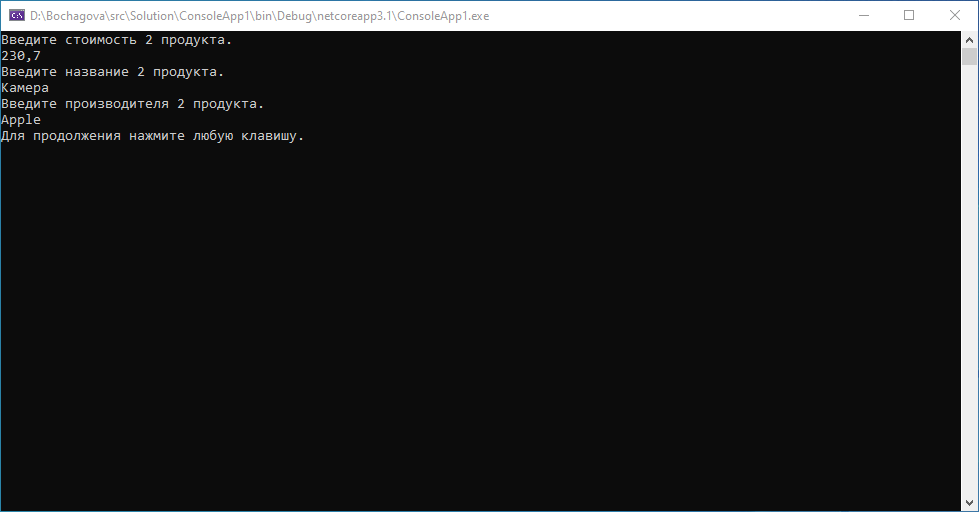 D:\Bochagova\src\Solution\ConsoleApp1\bin\Debug\netcoreapp3.1\ConsoleApp1.exe
Введите стоимость 2 продукта.
230,7
Введите название 2 продукта.
Камера
Введите производителя 2 продукта.
Apple
Для продолжения нажмите любую клавишу.